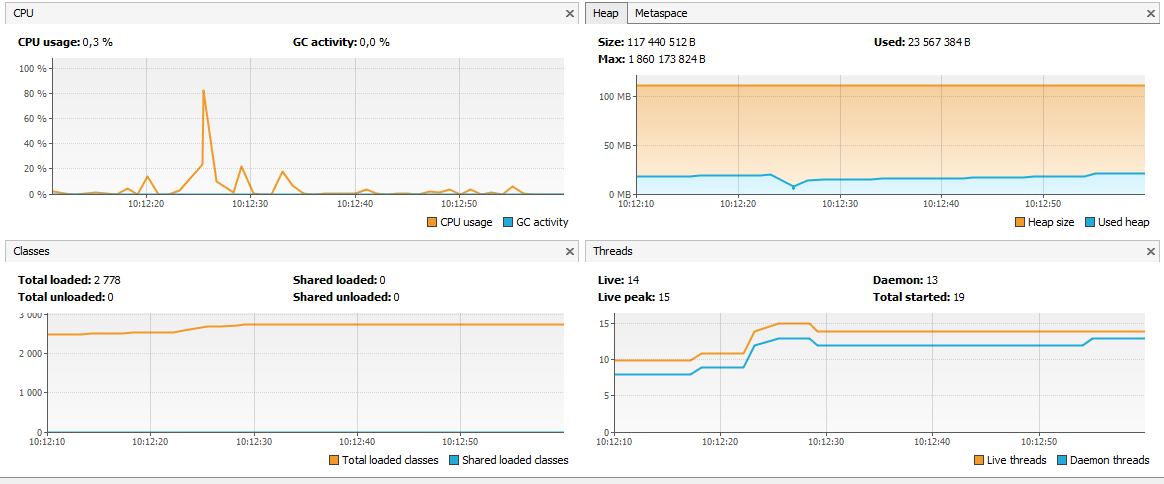 CPU
CPU usage: 0,3 % GC activity: 0,0 %
100 %
80 %
60 %
40 %
20 %
0 %
10:12:20 10:12:30 10:12:40 10:12:50
CPU usage GC activity
Heap Metaspace
Size: 117 440 512 B Used: 23 567 384 B
Max: 1 860 173 824 B
100 MB
50 MB
0 MB
10:12:10 10:12:20 10:12:30 10:12:40 10:12:50
Heap size Used heap
Classes
Total loaded: 2 778 Shared loaded: 0
Total unloaded: 0 Shared unloaded: 0
3 000
2 000
1 000
0
10:12:10 10:12:20 10:12:30 10:12:40 10:12:50
Total loaded classes Shared loaded classes
Threads
Live: 14 Daemon: 13
Live peak: 15 Total started: 19
15
10
5
0
10:12:10 10:12:20 10:12:30 10:12:40 10:12:50
Live threads Daemon threads